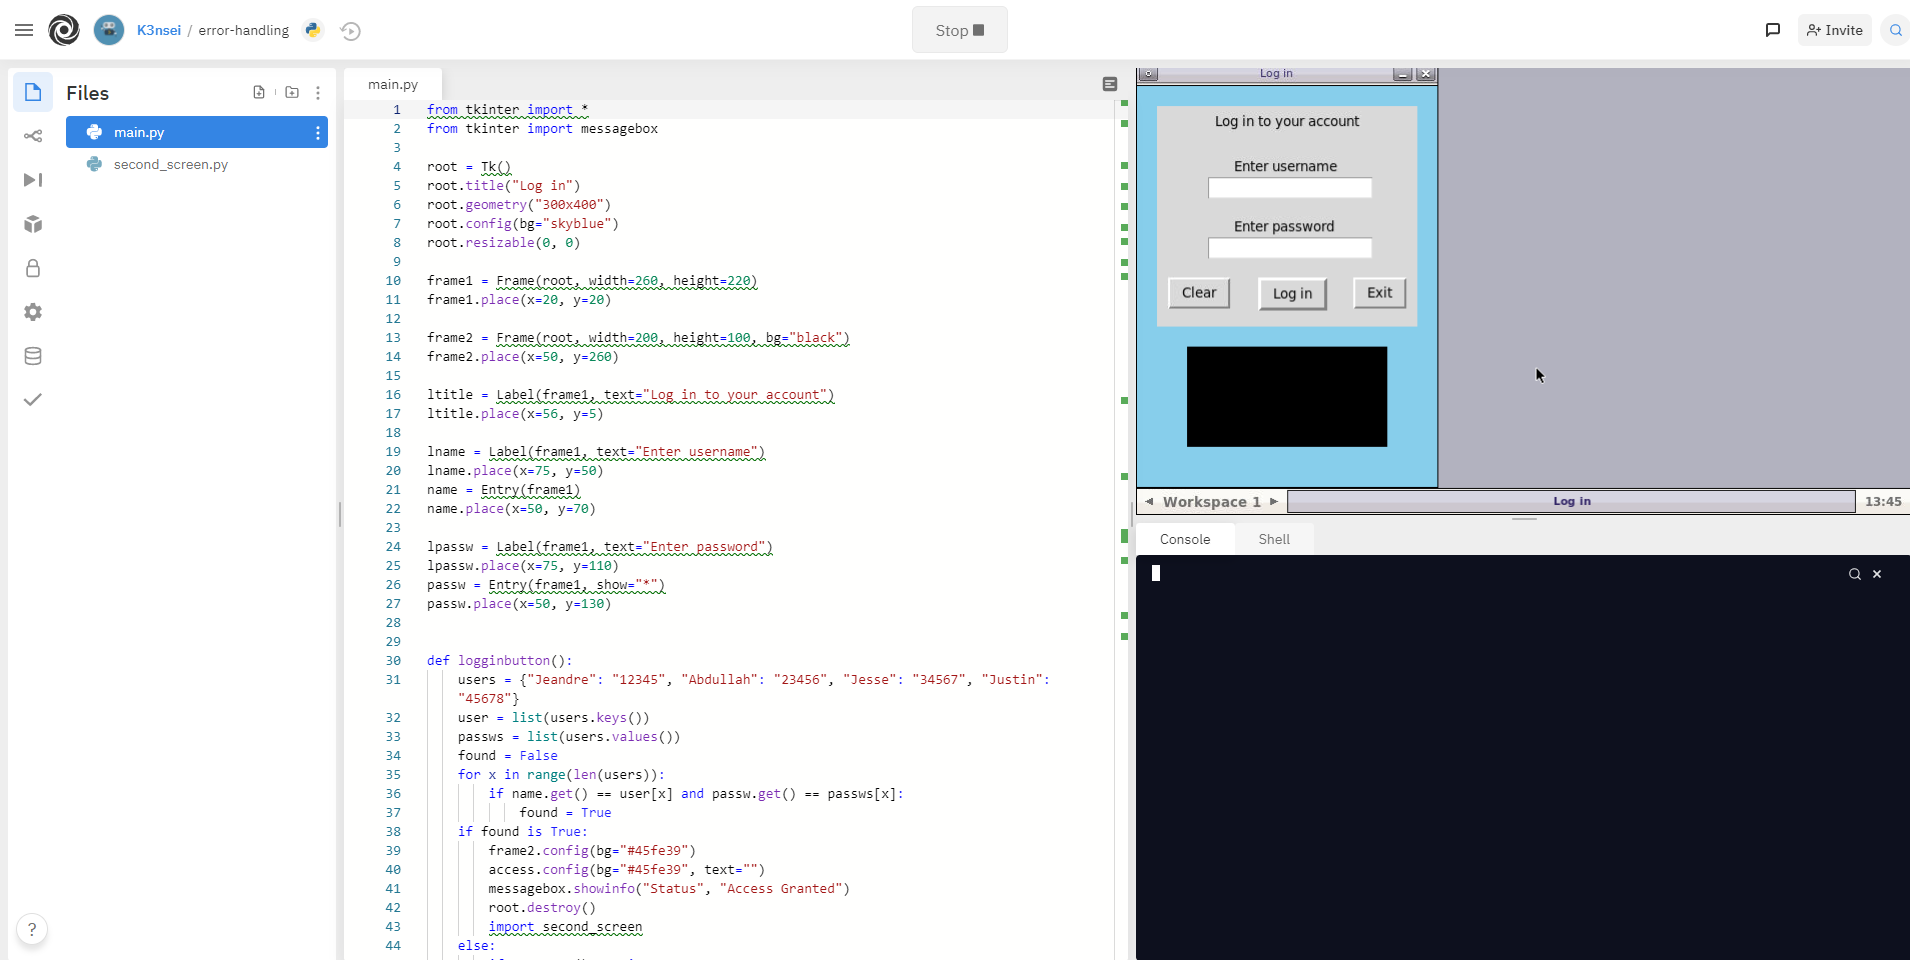 K3nsei / error-handling
Stop
Invite
Files
main.py
second_screen.py
main.py
1 from tkinter import *
2 from tkinter import messagebox
3
4 root = Tk()
5 root.title("Log in")
6 root.geometry("300x400")
7 root.config(bg="skyblue")
8 root.resizable(0, 0)
9
10 frame1 = Frame(root, width=260, height=220)
11 frame1.place(x=20, y=20)
12
13 frame2 = Frame(root, width=200, height=100, bg="black")
14 frame2.place(x=50, y=260)
15
16 ltitle = Label(frame1, text="Log in to your account")
17 ltitle.place(x=56, y=5)
18
19 lname = Label(frame1, text="Enter username")
20 lname.place(x=75, y=50)
21 name = Entry(frame1)
22 name.place(x=50, y=70)
23
24 lpassw = Label(frame1, text="Enter password")
25 lpassw.place(x=75, y=110)
26 passw = Entry(frame1, show="*")
27 passw.place(x=50, y=130)
28
29
30 def logginbutton():
31 users = {"Jeandre": "12345", "Abdullah": "23456", "Jesse": "34567", "Justin":
"45678"}
32 user = list(users.keys())
33 passws = list(users.values())
34 found = False
35 for x in range(len(users)):
36 if name.get() == user[x] and passw.get() == passws[x]:
37 found = True
38 if found is True:
39 frame2.config(bg="#45fe39")
40 access.config(bg="#45fe39", text="")
41 messagebox.showinfo("Status", "Access Granted")
42 root.destroy()
43 import second_screen
44 else:
Log in
Log in to your account
Enter username
Enter password
Clear
Log in
Exit
Workspace 1
Log in
13:45
Console
Shell
?